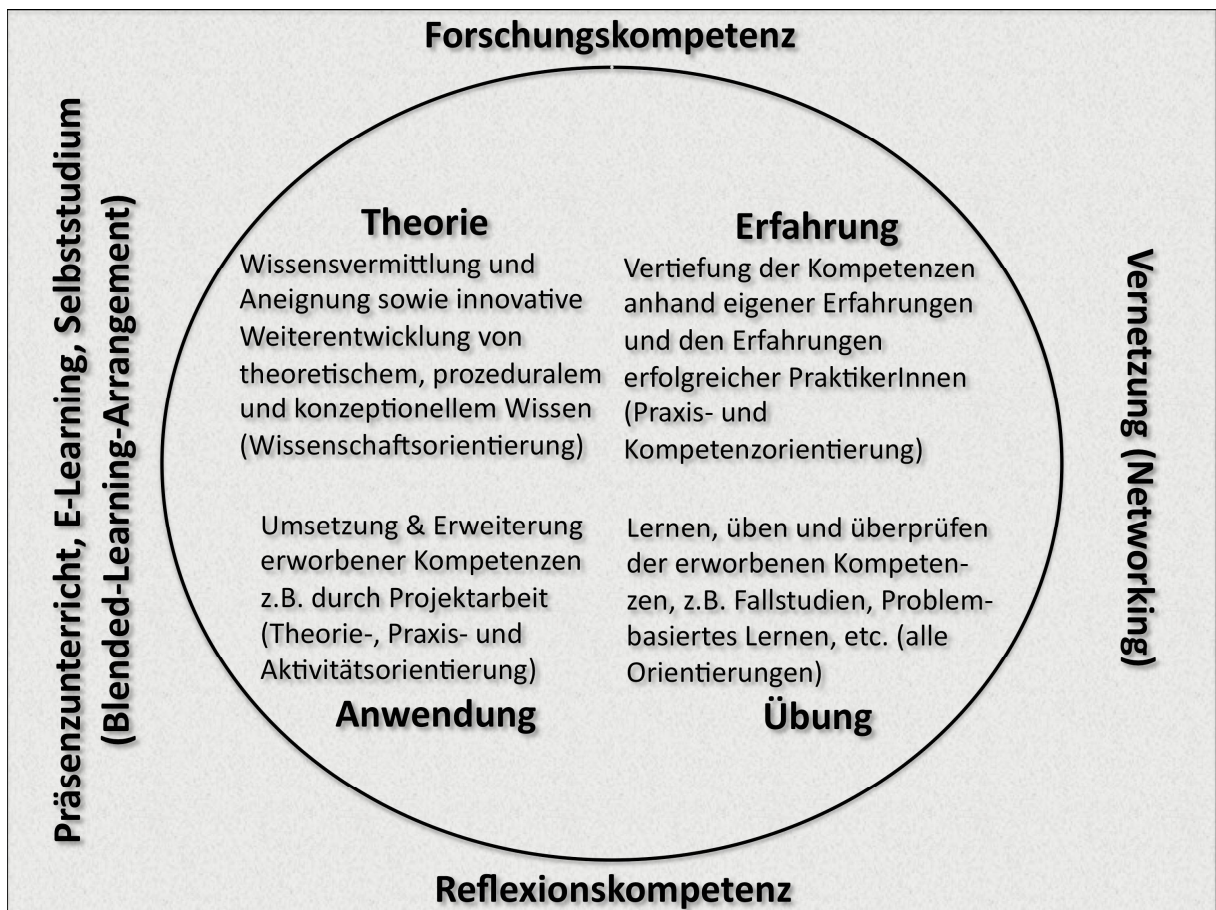 Forschungskompetenz
Präsenzunterricht, E-Learning, Selbststudium
(Blended-Learning-Arrangement)
Theorie
Wissensvermittlung und
Aneignung sowie innovative
Weiterentwicklung von
theoretischem, prozeduralem
und konzeptionellem Wissen
(Wissenschaftsorientierung)
Erfahrung
Vertiefung der Kompetenzen
anhand eigener Erfahrungen
und den Erfahrungen
erfolgreicher PraktikerInnen
(Praxis- und
Kompetenzorientierung)
Umsetzung & Erweiterung
erworbener Kompetenzen
z.B. durch Projektarbeit
(Theorie-, Praxis- und
Aktivitätsorientierung)
Anwendung
Lernen, üben und überprüfen
der erworbenen Kompeten-
zen, z.B. Fallstudien, Problem-
basiertes Lernen, etc. (alle
Orientierungen)
Übung
Vernetzung (Networking)
Reflexionskompetenz